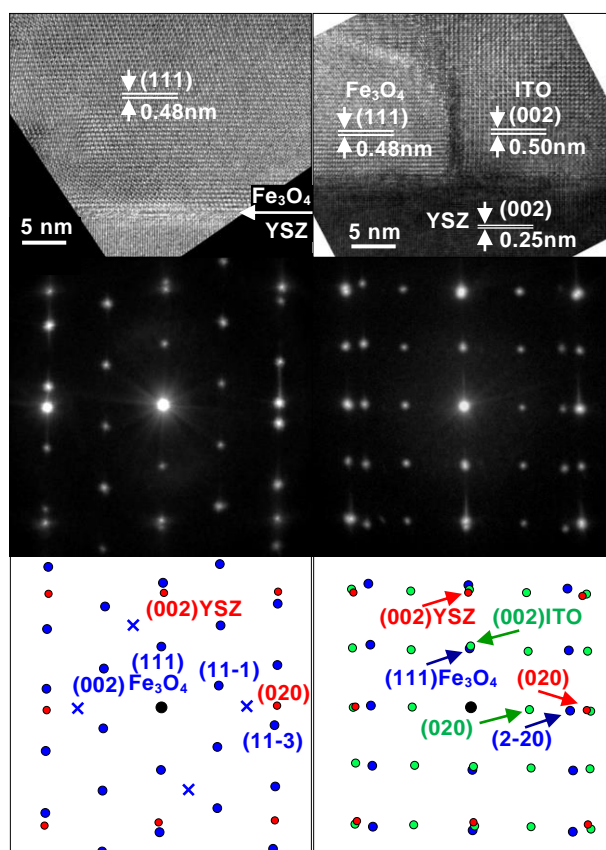 (111)
0.48nm
Fe₃O₄
YSZ
5 nm
Fe₃O₄
(111)
0.48nm
ITO
(002)
0.50nm
YSZ
(002)
0.25nm
5 nm
(002)YSZ
(111)
(002)
Fe₃O₄
(11-1)
(020)
(11-3)
(002)YSZ
(002)ITO
(111)Fe₃O₄
(020)
(020)
(2-20)